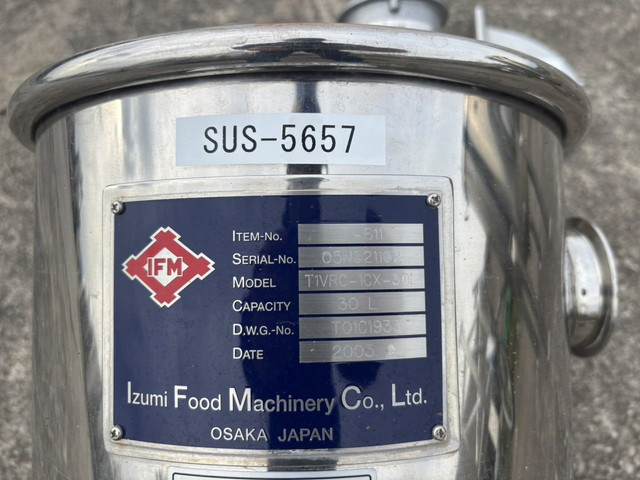 SUS-5657
IFM
ITEM-No. -511
SERIAL-No.
MODEL
CAPACITY 30 L
D.W.G.-No.
DATE
Izumi Food Machinery Co., Ltd.
OSAKA JAPAN